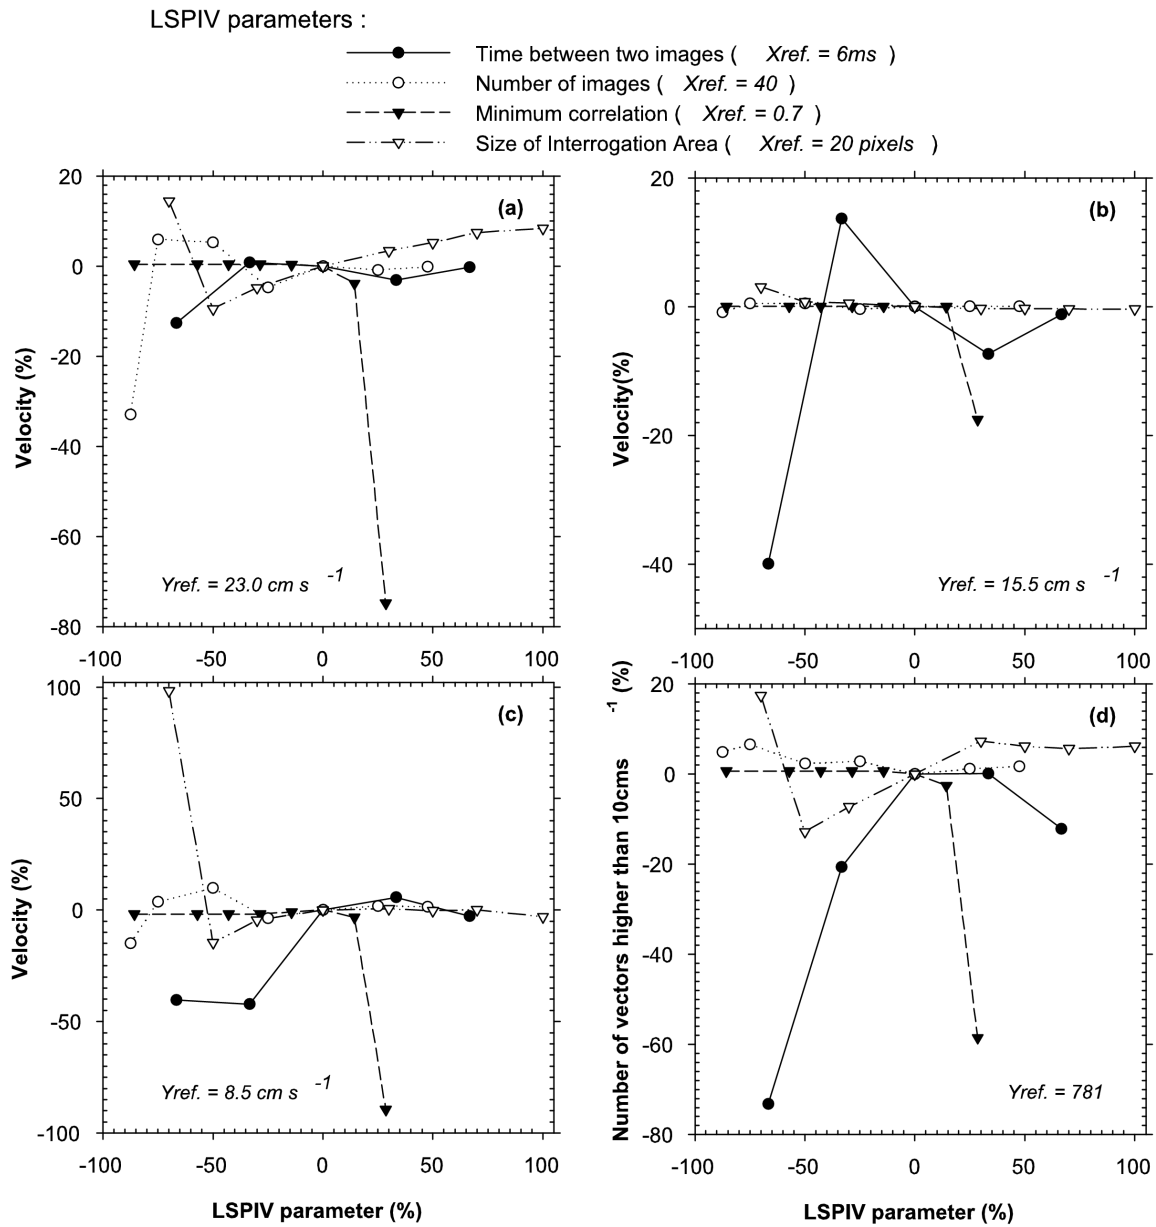 LSPIV parameters :
Time between two images ( Xref. = 6ms )
Number of images ( Xref. = 40 )
Minimum correlation ( Xref. = 0.7 )
Size of Interrogation Area ( Xref. = 20 pixels )
20
0
-20
-40
-60
-80
Velocity (%)
(a)
Yref. = 23.0 cm s -1
-100 -50 0 50 100
20
0
-20
-40
Velocity(%)
(b)
Yref. = 15.5 cm s -1
-100 -50 0 50 100
100
50
0
-50
-100
Velocity (%)
(c)
Yref. = 8.5 cm s -1
-100 -50 0 50 100
LSPIV parameter (%)
20
0
-20
-40
-60
-80
Number of vectors higher than 10cms -1 (%)
(d)
Yref. = 781
-100 -50 0 50 100
LSPIV parameter (%)